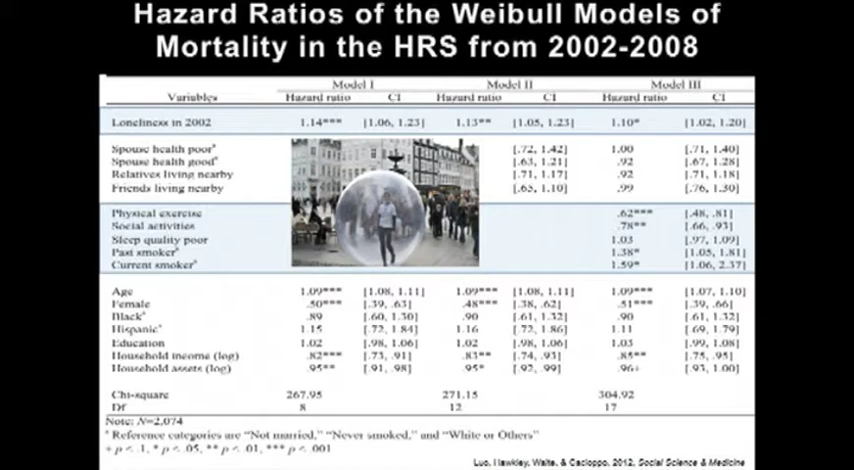 Hazard Ratios of the Weibull Models of
Mortality in the HRS from 2002-2008
Model I Model II Model III
Variables Hazard ratio CI Hazard ratio CI Hazard ratio CI
Loneliness in 2002 1.14*** [1.06, 1.23] 1.13** [1.05, 1.23] 1.10* [1.02, 1.20]
Spouse health poorª [.72, 1.42] 1.00 [.71, 1.40]
Spouse health goodª [.63, 1.21] .92 [.67, 1.28]
Relatives living nearby [.71, 1.17] .92 [.71, 1.18]
Friends living nearby [.65, 1.10] .99 [.76, 1.30]
Physical exercise .62*** [.48, .81]
Social activities .78** [.66, .93]
Sleep quality poor 1.03 [.97, 1.09]
Past smokerª 1.38* [1.05, 1.81]
Current smokerª 1.59* [1.06, 2.37]
Age 1.09*** [1.08, 1.11] 1.09*** [1.08, 1.11] 1.09*** [1.07, 1.10]
Female .50*** [.39, .63] .48*** [.38, .62] .51*** [.39, .66]
Blackª .89 [.60, 1.30] .90 [.61, 1.32] .90 [.61, 1.32]
Hispanicª 1.15 [.72, 1.84] 1.16 [.72, 1.86] 1.11 [.69, 1.79]
Education 1.02 [.98, 1.06] 1.02 [.98, 1.06] 1.03 [.99, 1.08]
Household income (log) .82*** [.73, .91] .83** [.74, .93] .85** [.75, .95]
Household assets (log) .95** [.91, .98] .95* [.92, .99] .96+ [.93, 1.00]
Chi-square 267.95 271.15 304.92
Df 8 12 17
Note: N=2,074
ª Reference categories are “Not married,” “Never smoked,” and “White or Others”
+ p < .1, * p < .05, ** p < .01, *** p < .001
Luo, Hawkley, Waite, & Cacioppo, 2012, Social Science & Medicine